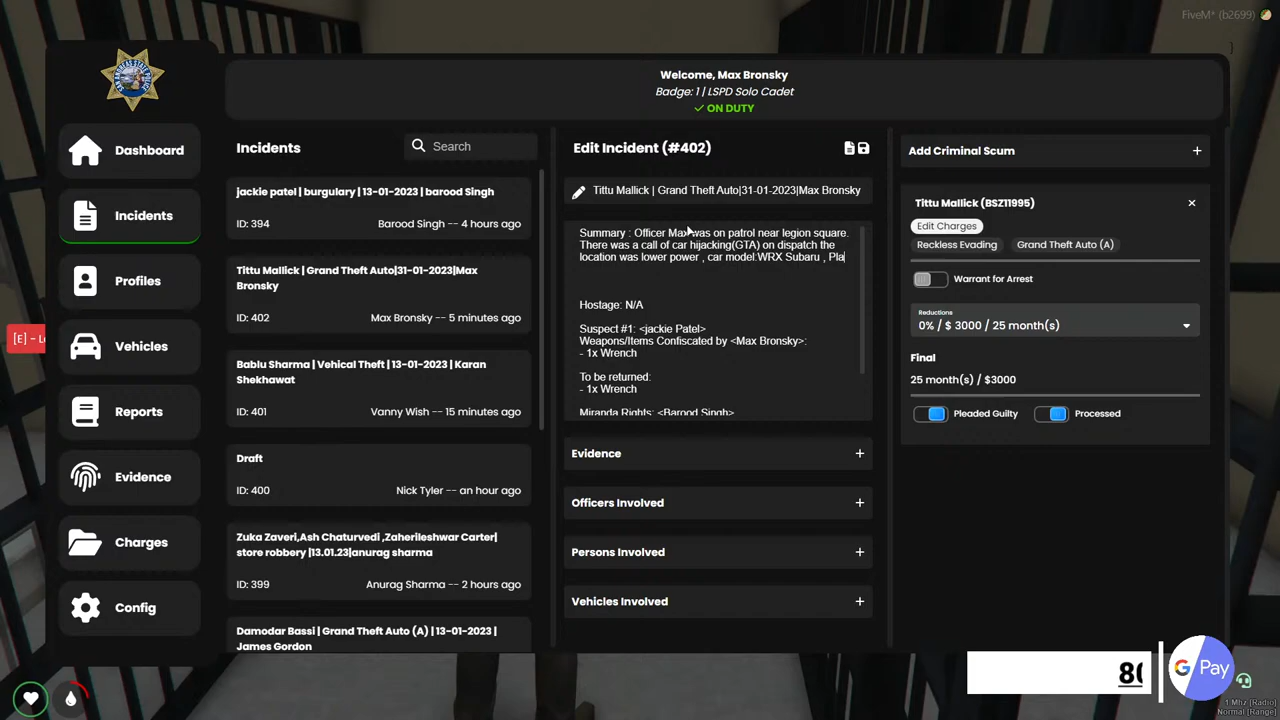 FiveM* (b2699)
Welcome, Max Bronsky
Badge: 1 | LSPD Solo Cadet
ON DUTY
Dashboard
Incidents
Profiles
Vehicles
Reports
Evidence
Charges
Config
Incidents
Search
jackie patel | burgulary | 13-01-2023 | barood Singh
ID: 394
Barood Singh -- 4 hours ago
Tittu Mallick | Grand Theft Auto|31-01-2023|Max
Bronsky
ID: 402
Max Bronsky -- 5 minutes ago
Bablu Sharma | Vehical Theft | 13-01-2023 | Karan
Shekhawat
ID: 401
Vanny Wish -- 15 minutes ago
Draft
ID: 400
Nick Tyler -- an hour ago
Zuka Zaveri,Ash Chaturvedi ,Zaherileshwar Carter|
store robbery |13.01.23|anurag sharma
ID: 399
Anurag Sharma -- 2 hours ago
Damodar Bassi | Grand Theft Auto (A) | 13-01-2023 |
James Gordon
Edit Incident (#402)
Tittu Mallick | Grand Theft Auto|31-01-2023|Max Bronsky
Summary : Officer Max was on patrol near legion square.
There was a call of car hijacking(GTA) on dispatch the
location was lower power , car model:WRX Subaru , Pla
Hostage: N/A
Suspect #1: <jackie Patel>
Weapons/Items Confiscated by <Max Bronsky>:
- 1x Wrench
To be returned:
- 1x Wrench
Miranda Rights: <Barood Singh>
Evidence
Officers Involved
Persons Involved
Vehicles Involved
Add Criminal Scum
Tittu Mallick (BSZ11995)
Edit Charges
Reckless Evading
Grand Theft Auto (A)
Warrant for Arrest
Reductions
0% / $ 3000 / 25 month(s)
Final
25 month(s) / $3000
Pleaded Guilty
Processed
[E] - L
G Pay
1 Mhz [Radio]
Normal [Range]